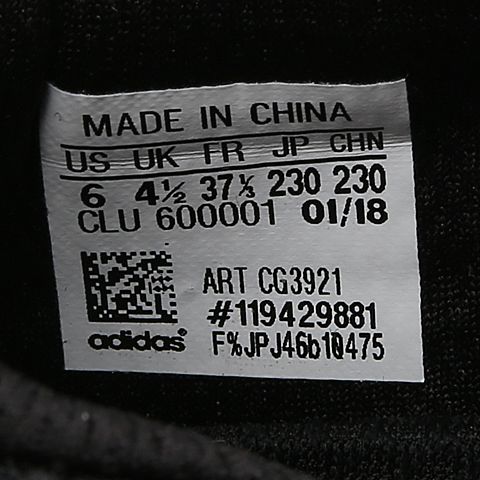 MADE IN CHINA
US UK FR JP CHN
6 4½ 37⅓ 230 230
CLU 600001 01/18
ART CG3921
#119429881
adidas® F%JPJ46b10475